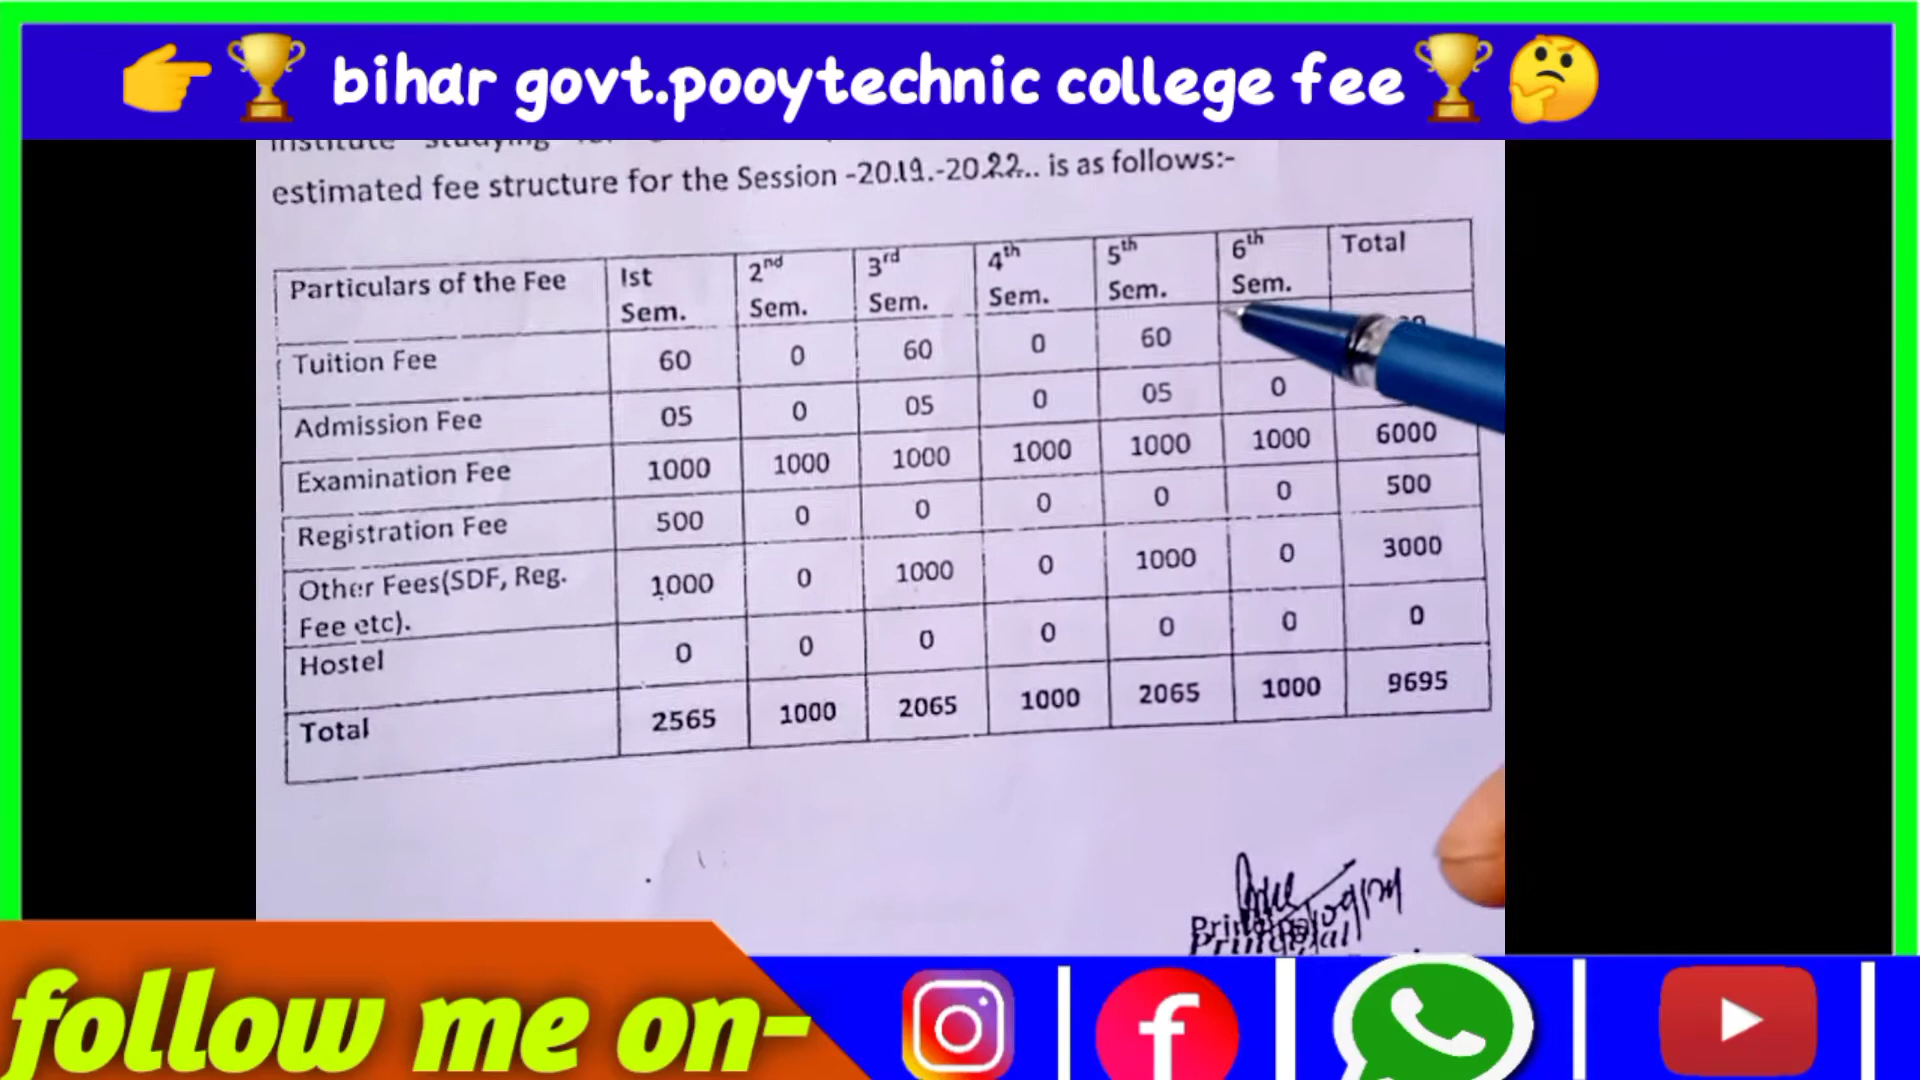 bihar govt.pooytechnic college fee
estimated fee structure for the Session -2019.-2022... is as follows:-
Particulars of the Fee Ist Sem. 2nd Sem. 3rd Sem. 4th Sem. 5th Sem. 6th Sem. Total
Tuition Fee 60 0 60 0 60
Admission Fee 05 0 05 0 05 0
Examination Fee 1000 1000 1000 1000 1000 1000 6000
Registration Fee 500 0 0 0 0 0 500
Other Fees(SDF, Reg. Fee etc). 1000 0 1000 0 1000 0 3000
Hostel 0 0 0 0 0 0 0
Total 2565 1000 2065 1000 2065 1000 9695
Principal
Principal
follow me on-